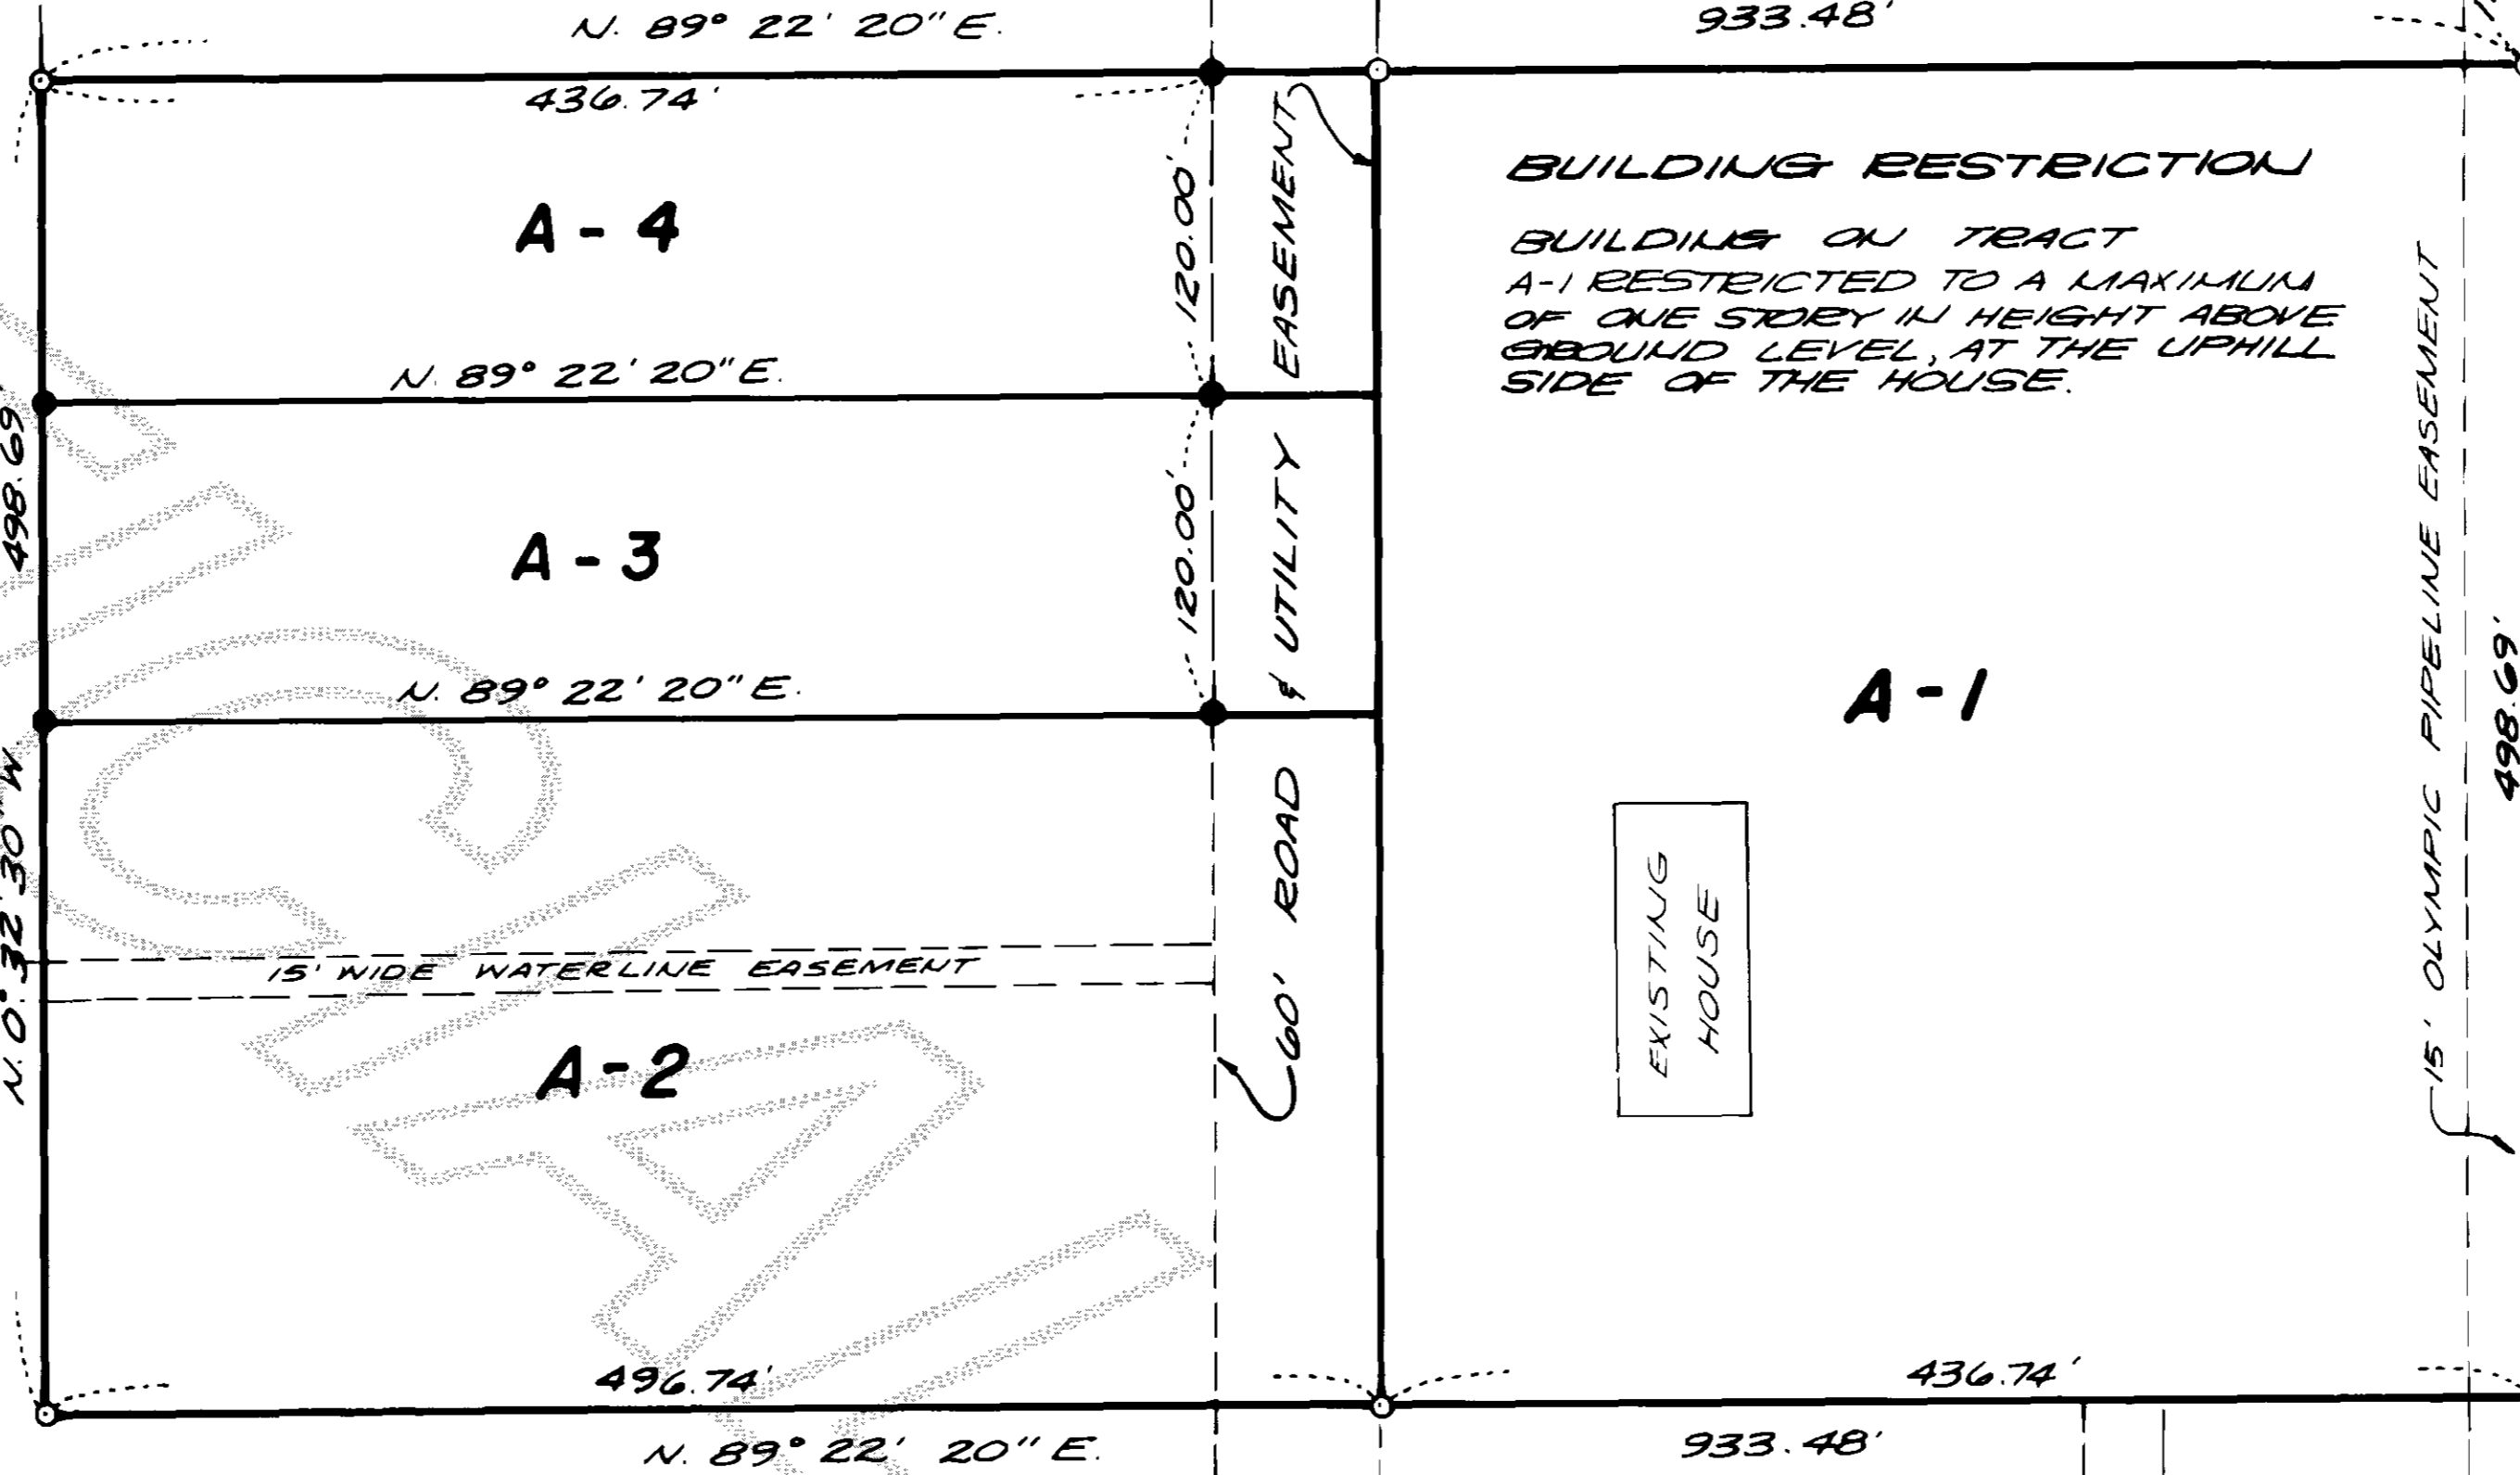 N. 89° 22' 20" E.
933.48'
436.74'
A-4
120.00'
EASEMENT
BUILDING RESTRICTION
BUILDING ON TRACT
A-1 RESTRICTED TO A MAXIMUM
OF ONE STORY IN HEIGHT ABOVE
GROUND LEVEL, AT THE UPHILL
SIDE OF THE HOUSE.
N. 89° 22' 20" E.
498.69'
A-3
120.00'
& UTILITY
N. 89° 22' 20" E.
A-1
15' OLYMPIC PIPELINE EASEMENT
498.69'
N. 0° 32' 30" W.
60' ROAD
EXISTING
HOUSE
15' WIDE WATERLINE EASEMENT
A-2
496.74'
436.74'
N. 89° 22' 20" E.
933.48'